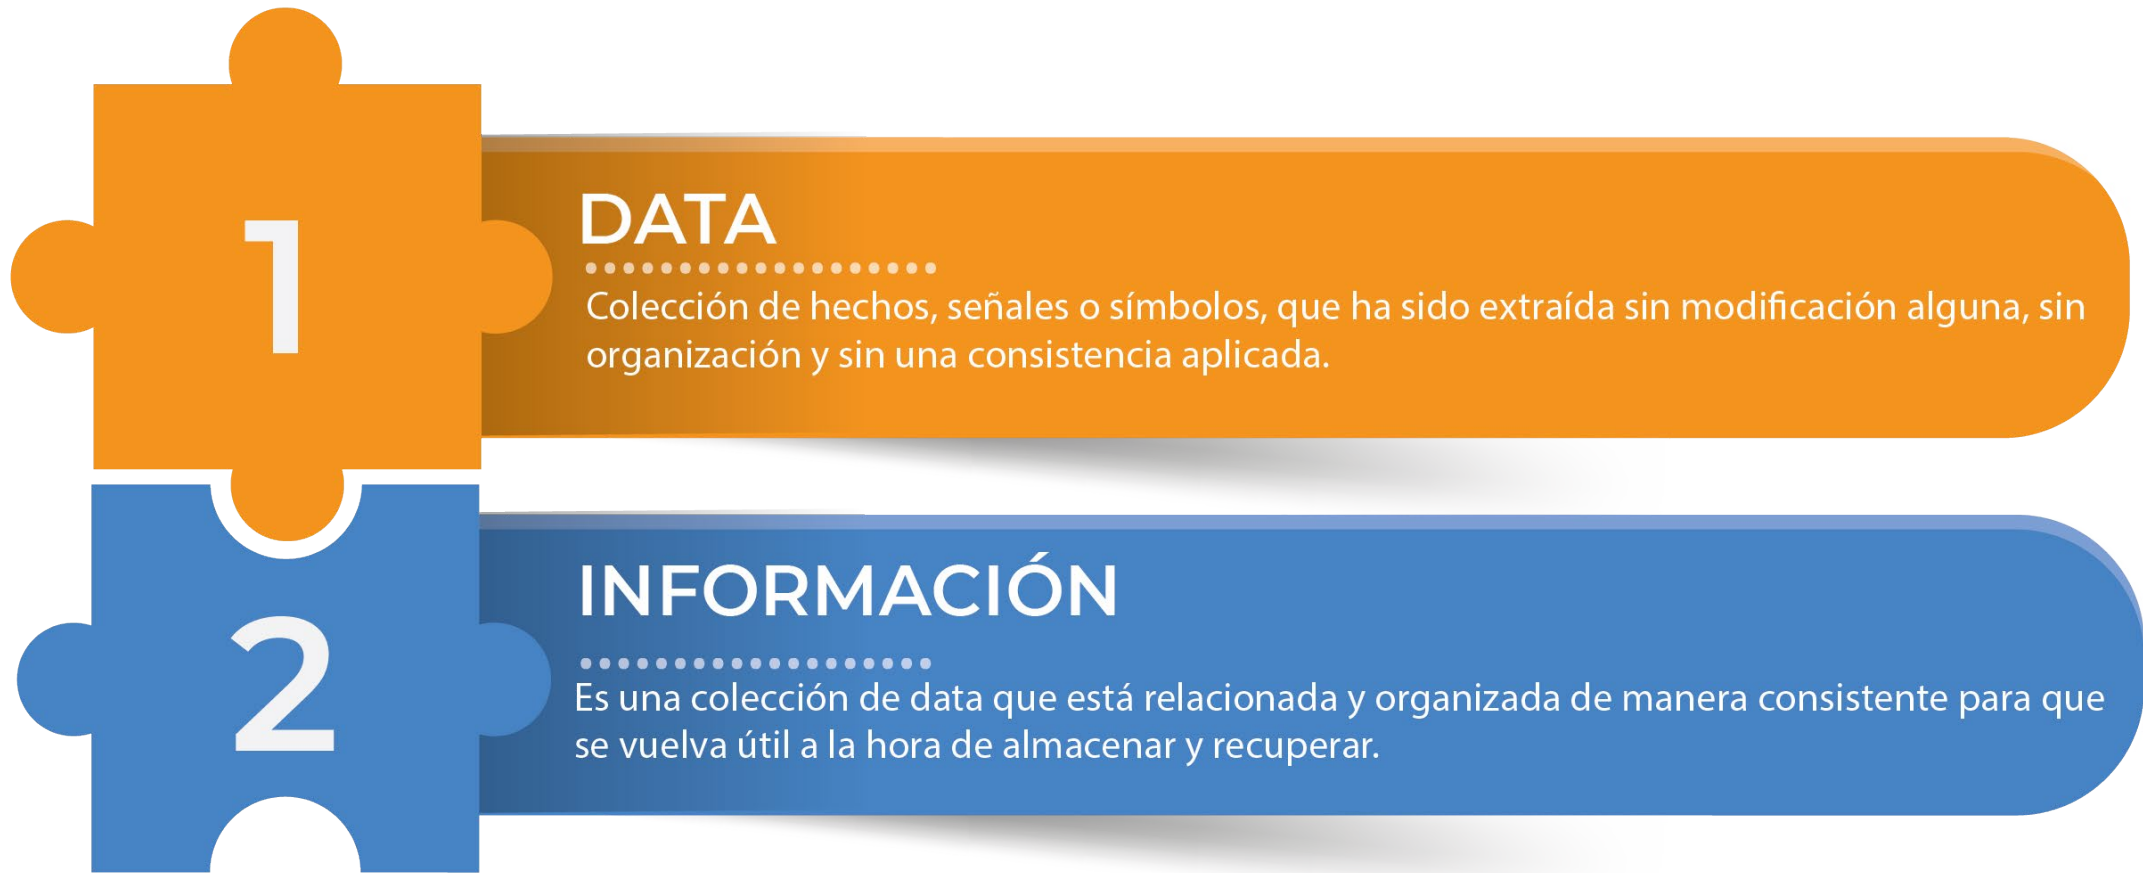 1
DATA
Colección de hechos, señales o símbolos, que ha sido extraída sin modificación alguna, sin
organización y sin una consistencia aplicada.
2
INFORMACIÓN
Es una colección de data que está relacionada y organizada de manera consistente para que
se vuelva útil a la hora de almacenar y recuperar.